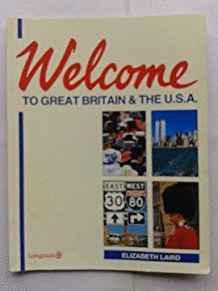 Welcome
TO GREAT BRITAIN & THE U.S.A.
EAST
WEST
30
80
Longman
ELIZABETH LAIRD